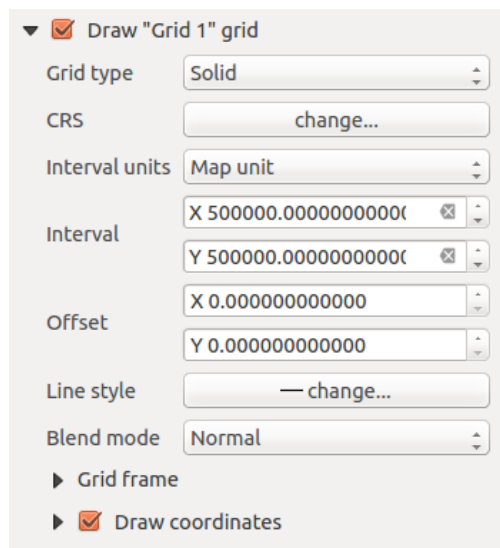 Draw "Grid 1" grid
Grid type Solid
CRS change...
Interval units Map unit
Interval
X 500000.0000000000
Y 500000.0000000000
Offset
X 0.000000000000
Y 0.000000000000
Line style change...
Blend mode Normal
Grid frame
Draw coordinates